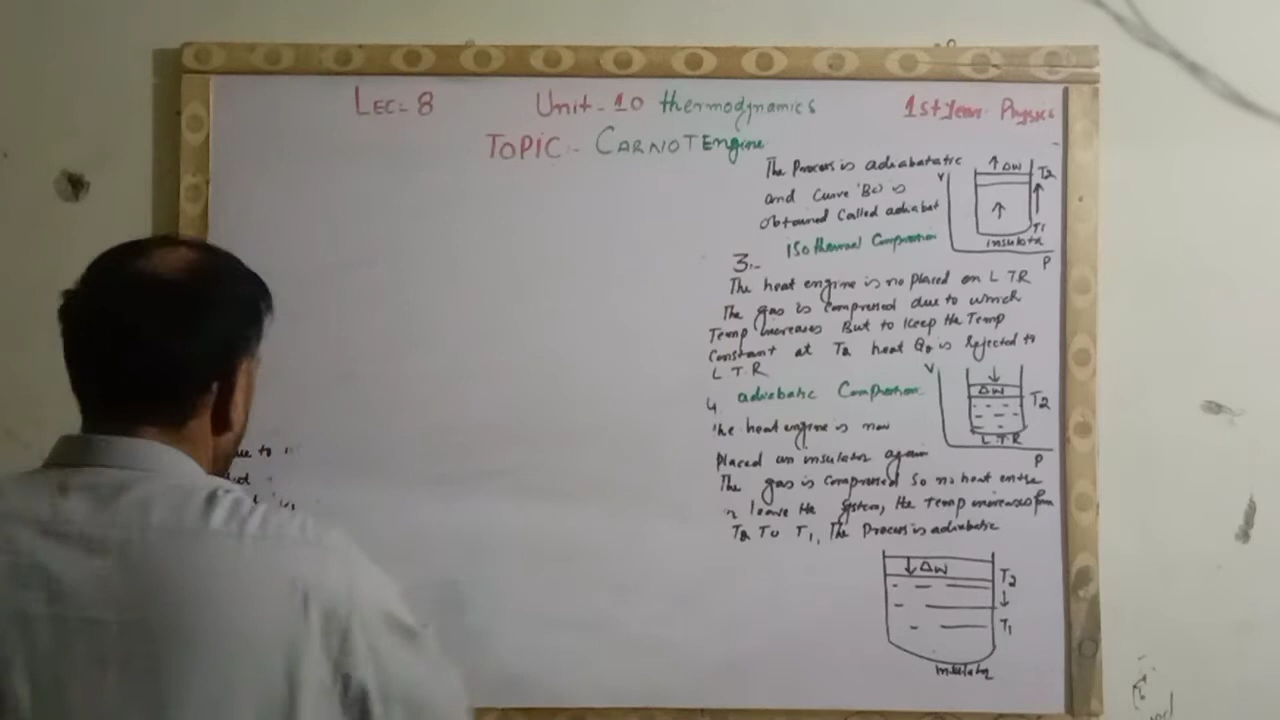 LEC- 8 Unit - 10 thermodynamics 1st Year Physics
TOPIC:- CARNOT Engine
The Process is adiabatatic
and Curve 'BC' is
obtained called adiabat
V
↑ ΔW
T2
T1
insulator
P
3:- ISothermal Compression
The heat engine is no placed on L T.R
The gas is compressed due to which
Temp increases But to keep the Temp
Constant at T2 heat Q2 is Rejected to
L T.R
V
↓
ΔW
T2
L T.R
P
4 adiabatic Compression
the heat engine is now
placed an insulator again
The gas is compressed So no heat enter
r leave the system, the Temp increases from
T2 To T1, The Process is adiabatic
↓ ΔW
T2
↓
T1
insulator
ue to